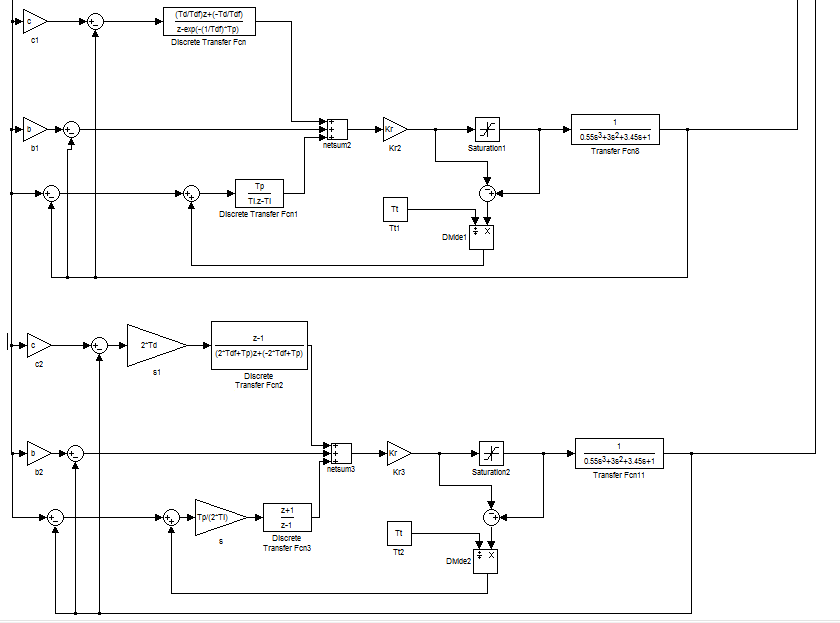 c
c1
(Td/Tdf)z+(-Td/Tdf)
z-exp(-(1/Tdf)*Tp)
Discrete Transfer Fcn
b
b1
netsum2
Kr
Kr2
Saturation1
1
0.55s³+3s²+3.45s+1
Transfer Fcn8
Tp
Ti.z-Ti
Discrete Transfer Fcn1
Tt
Tt1
÷ X
Divide1
c
c2
2*Td
s1
z-1
(2*Tdf+Tp)z+(-2*Tdf+Tp)
Discrete
Transfer Fcn2
b
b2
netsum3
Kr
Kr3
Saturation2
1
0.55s³+3s²+3.45s+1
Transfer Fcn11
Tp/(2*Ti)
s
z+1
z-1
Discrete
Transfer Fcn3
Tt
Tt2
÷ X
Divide2